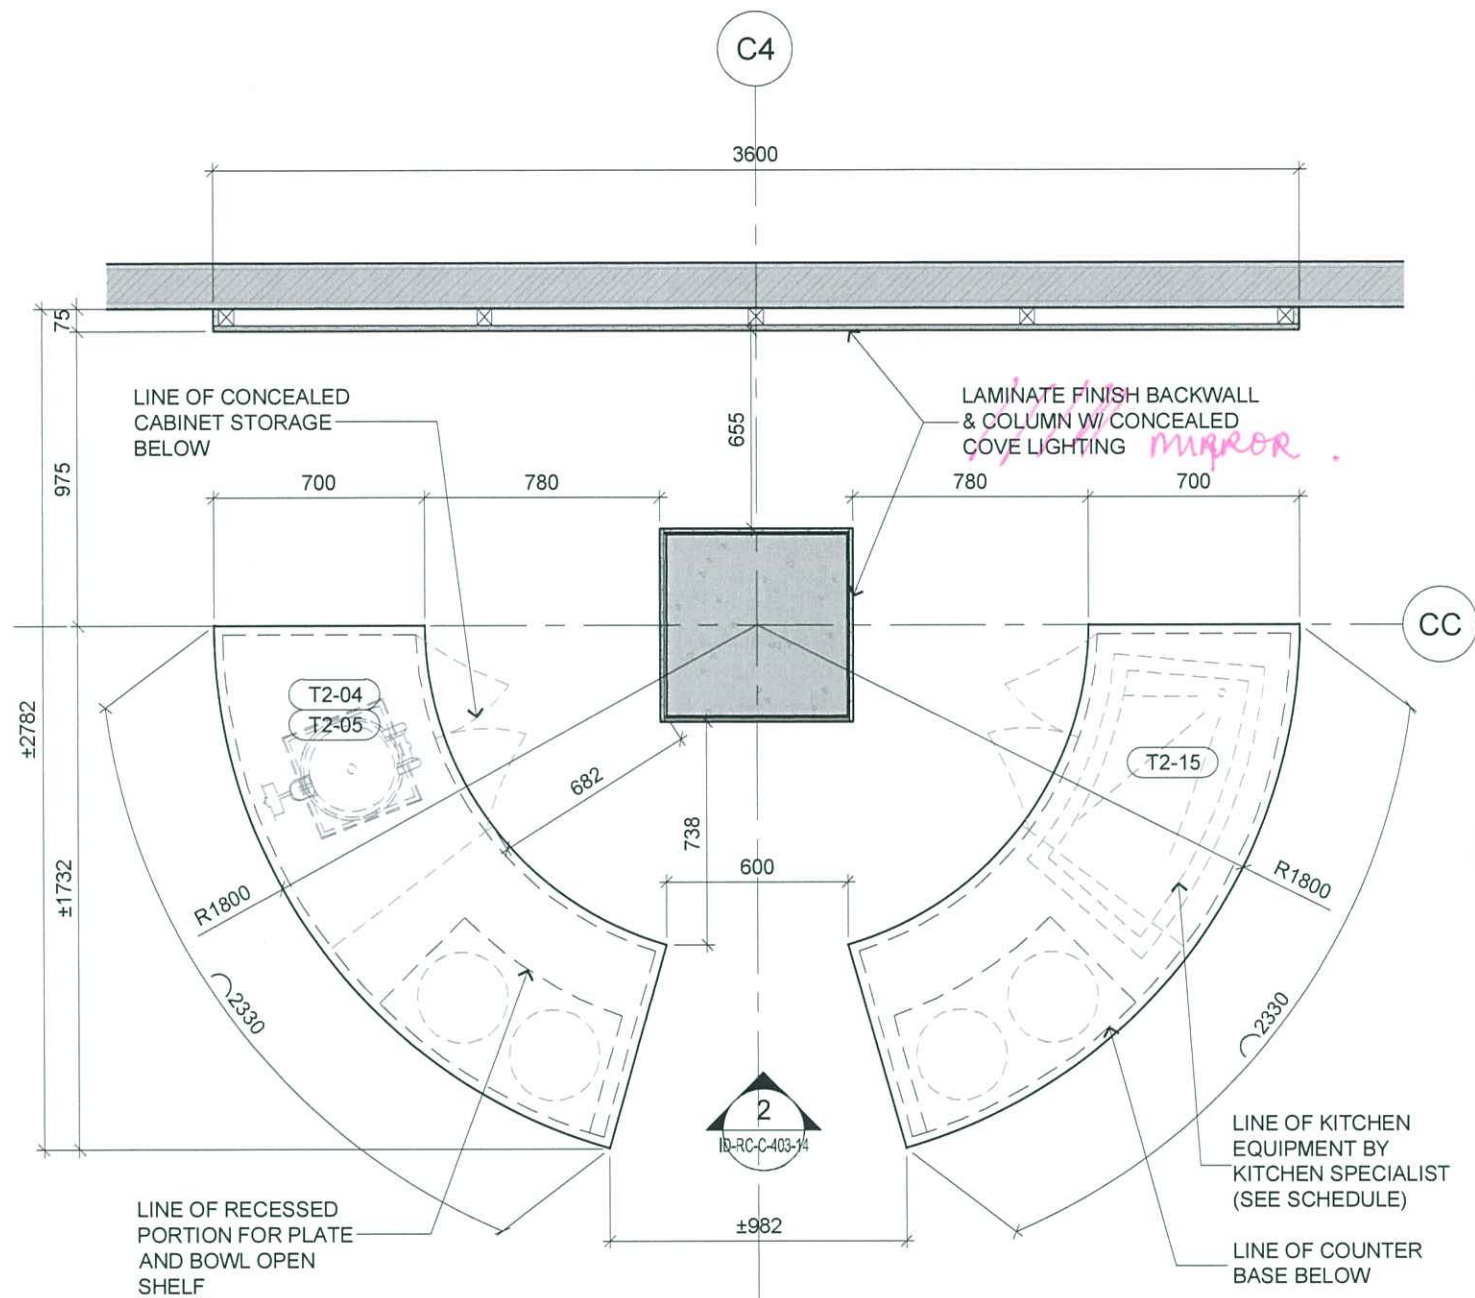 C4
3600
75
LINE OF CONCEALED
CABINET STORAGE
BELOW
655
LAMINATE FINISH BACKWALL
& COLUMN W/ CONCEALED
COVE LIGHTING
MIRROR .
975
700
780
780
700
CC
T2-04
T2-05
T2-15
±2782
682
738
600
±1732
R1800
R1800
2330
2330
2
ID-RC-C-403-14
LINE OF RECESSED
PORTION FOR PLATE
AND BOWL OPEN
SHELF
±982
LINE OF KITCHEN
EQUIPMENT BY
KITCHEN SPECIALIST
(SEE SCHEDULE)
LINE OF COUNTER
BASE BELOW